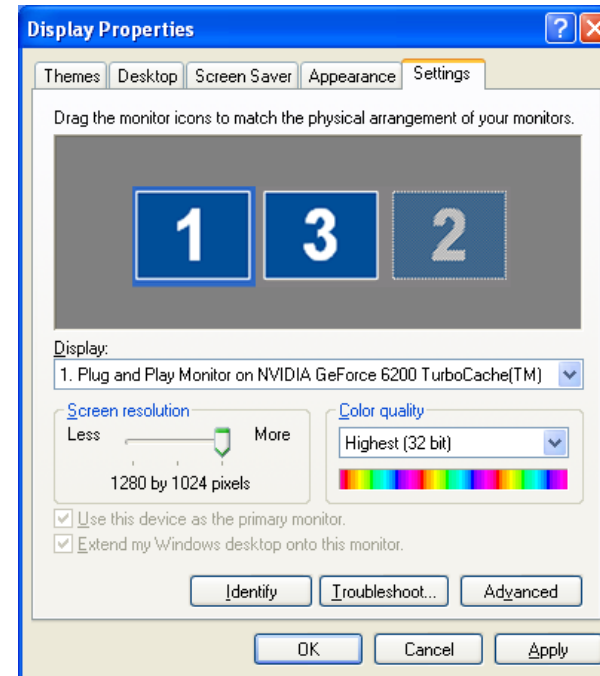 Display Properties
Themes Desktop Screen Saver Appearance Settings
Drag the monitor icons to match the physical arrangement of your monitors.
1 3 2
Display:
1. Plug and Play Monitor on NVIDIA GeForce 6200 TurboCache(TM)
Screen resolution Color quality
Less More Highest (32 bit)
1280 by 1024 pixels
Use this device as the primary monitor.
Extend my Windows desktop onto this monitor.
Identify Troubleshoot... Advanced
OK Cancel Apply